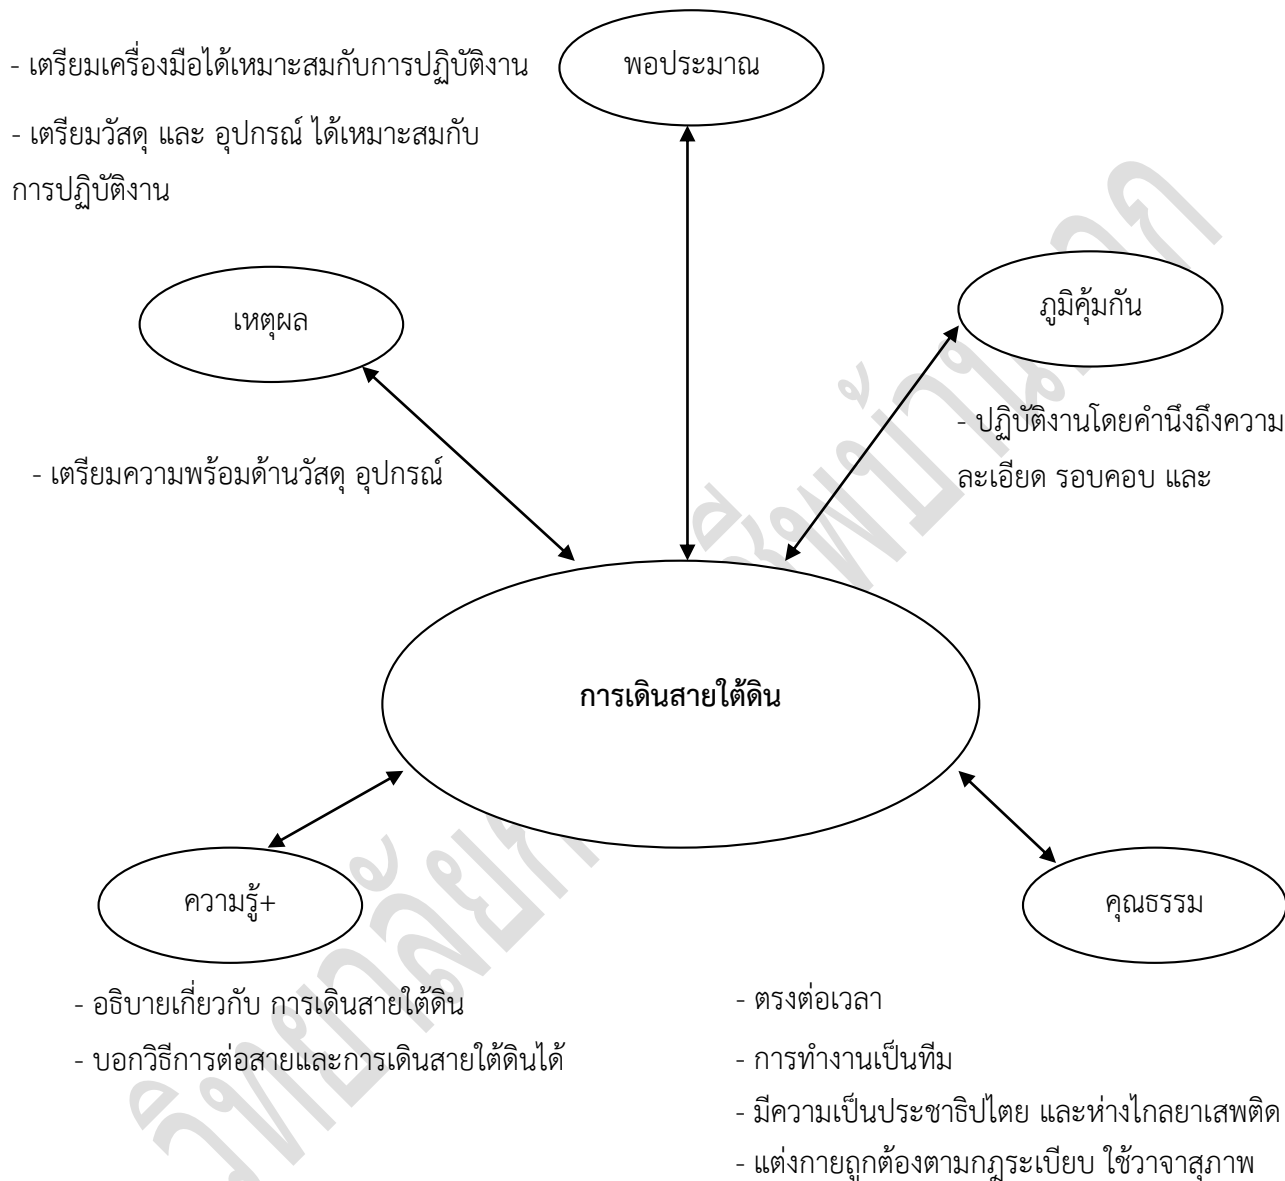 - เตรียมเครื่องมือได้เหมาะสมกับการปฏิบัติงาน
พอประมาณ
- เตรียมวัสดุ และ อุปกรณ์ ได้เหมาะสมกับ
การปฏิบัติงาน
เหตุผล
ภูมิคุ้มกัน
- ปฏิบัติงานโดยคำนึงถึงความ
ละเอียด รอบคอบ และ
- เตรียมความพร้อมด้านวัสดุ อุปกรณ์
การเดินสายใต้ดิน
ความรู้+
คุณธรรม
- อธิบายเกี่ยวกับ การเดินสายใต้ดิน
- บอกวิธีการต่อสายและการเดินสายใต้ดินได้
- ตรงต่อเวลา
- การทำงานเป็นทีม
- มีความเป็นประชาธิปไตย และห่างไกลยาเสพติด
- แต่งกายถูกต้องตามกฎระเบียบ ใช้วาจาสุภาพ